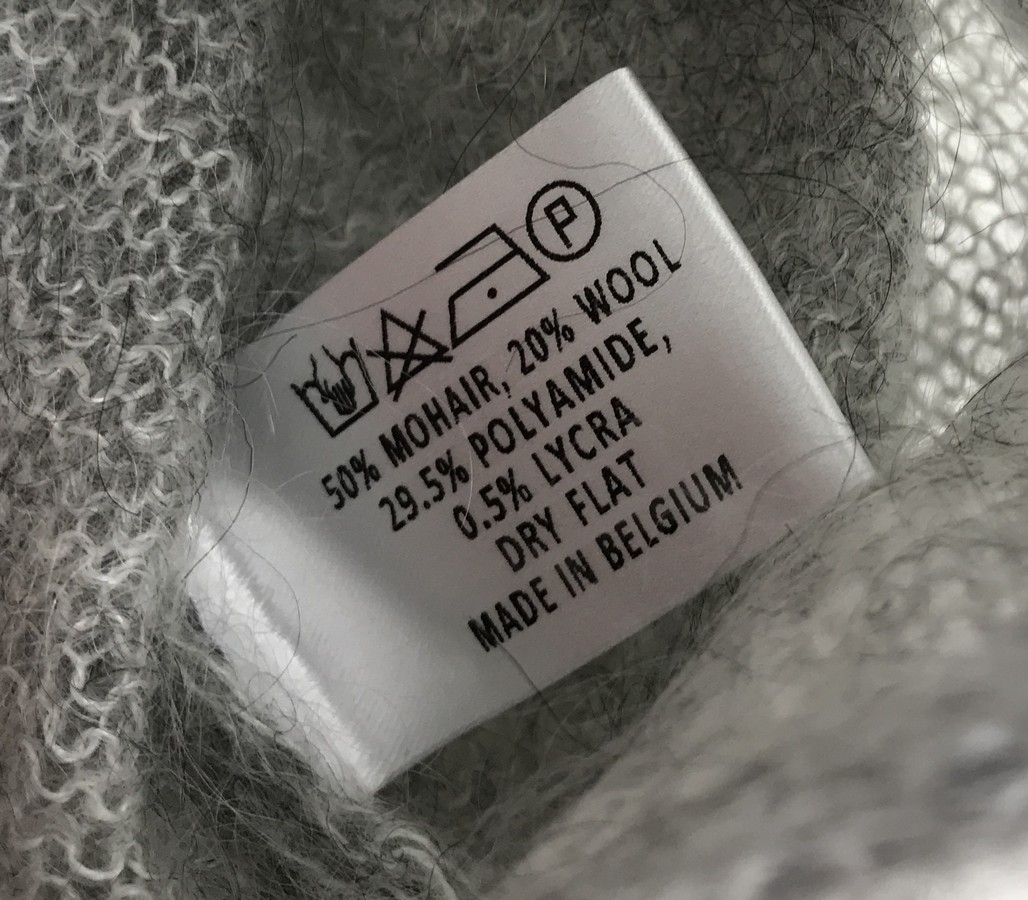 P
50% MOHAIR, 20% WOOL
29.5% POLYAMIDE,
0.5% LYCRA
DRY FLAT
MADE IN BELGIUM